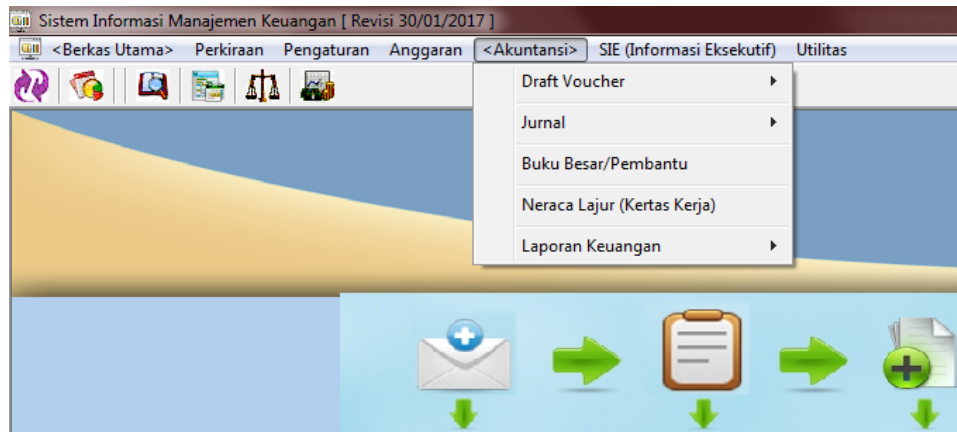 Sistem Informasi Manajemen Keuangan [ Revisi 30/01/2017 ]
<Berkas Utama> Perkiraan Pengaturan Anggaran <Akuntansi> SIE (Informasi Eksekutif) Utilitas
Draft Voucher
Jurnal
Buku Besar/Pembantu
Neraca Lajur (Kertas Kerja)
Laporan Keuangan